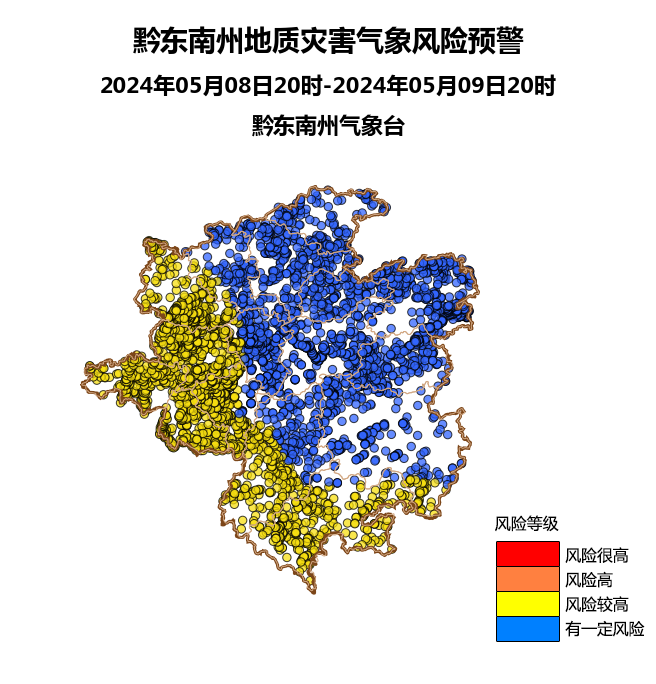 黔东南州地质灾害气象风险预警
2024年05月08日20时-2024年05月09日20时
黔东南州气象台
风险等级
风险很高
风险高
风险较高
有一定风险